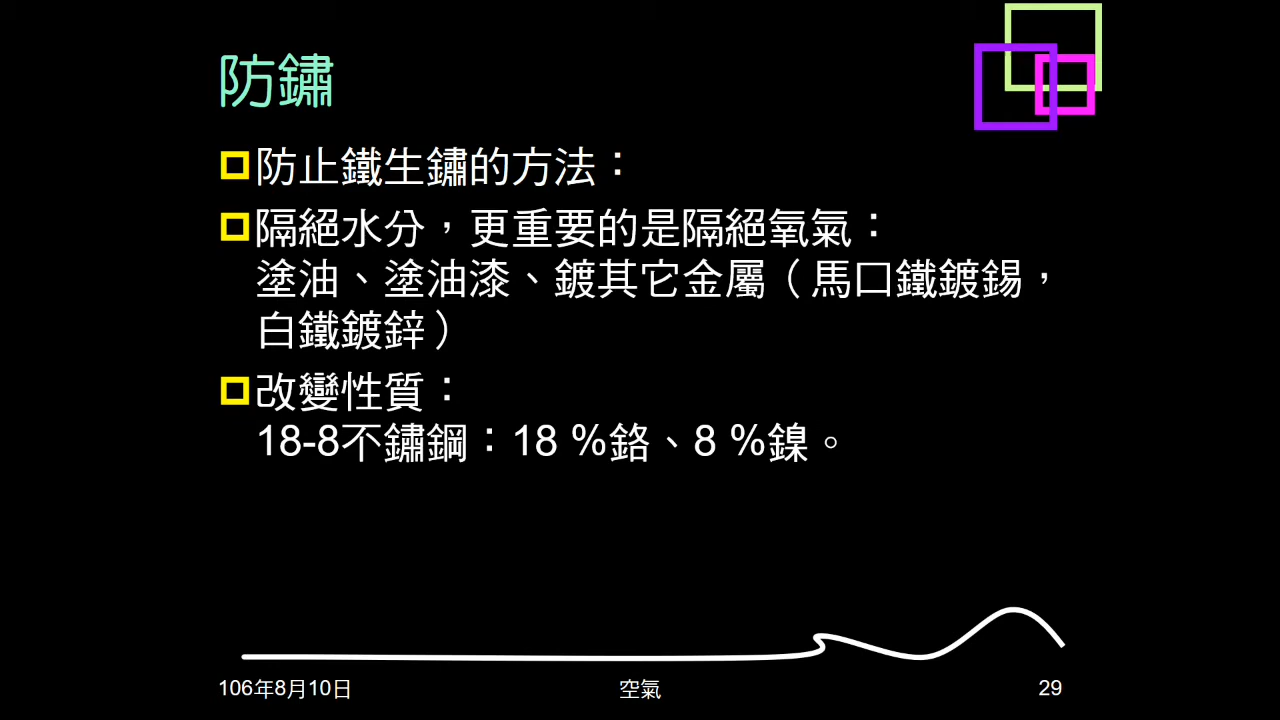 防鏽
防止鐵生鏽的方法：
隔絕水分，更重要的是隔絕氧氣：
塗油、塗油漆、鍍其它金屬（馬口鐵鍍錫，
白鐵鍍鋅）
改變性質：
18-8不鏽鋼：18 %鉻、8 %鎳。
106年8月10日
空氣
29